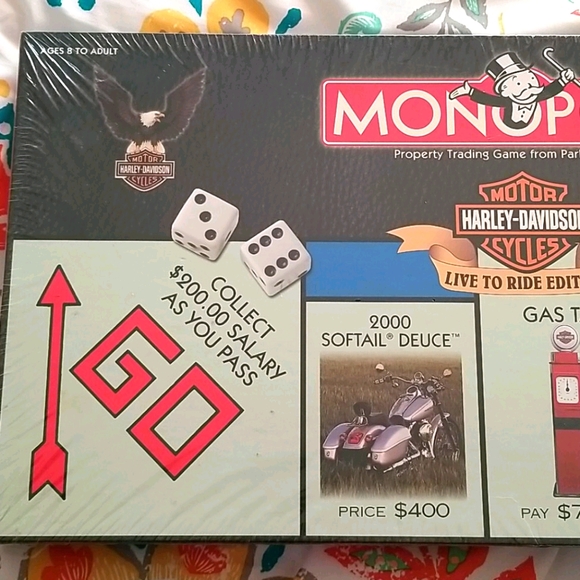 AGES 8 TO ADULT
MONOP
Property Trading Game from Par
MOTOR
HARLEY-DAVIDSON
CYCLES
MOTOR
HARLEY-DAVIDSON
CYCLES
LIVE TO RIDE EDIT
COLLECT
$200.00 SALARY
AS YOU PASS
GO
2000
SOFTAIL® DEUCE™
PRICE $400
GAS T
PAY $7